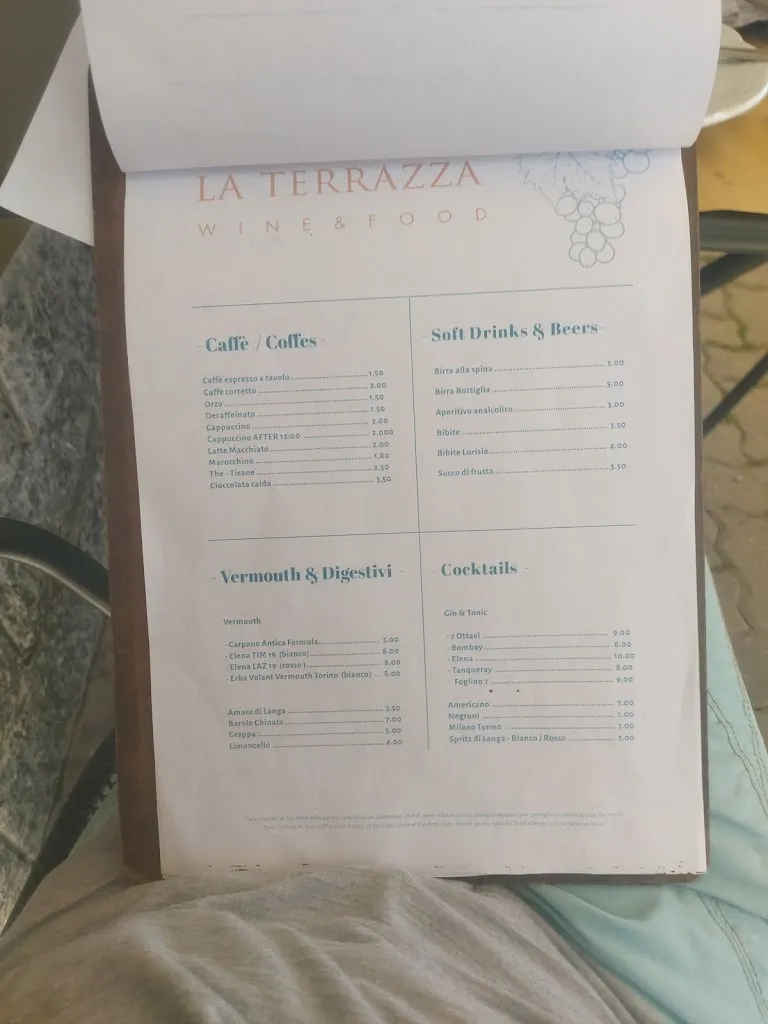 LA TERRAZZA
WINE & FOOD
- Caffè / Coffes -
Caffè espresso a tavolo 1.50
Caffè corretto 2.00
Orzo 1.50
Decaffeinato 1.50
Cappuccino 2.00
Cappuccino AFTER 12:00 2.000
Latte Macchiato 2.00
Marocchino 1,80
The - Tisane 2.50
Cioccolata calda 3.50
- Soft Drinks & Beers -
Birra alla spina 5.00
Birra Bottiglia 5.00
Aperitivo analcolico 3.00
Bibite 3.50
Bibite Lurisia 4.00
Succo di frutta 3.50
- Vermouth & Digestivi -
Vermouth
- Carpano Antica Formula 5.00
- Elena TIM 19 (bianco) 8.00
- Elena LAZ 19 (rosso) 8.00
- Erba Volant Vermouth Torino (bianco) 6.00
Amaro di Langa 3.50
Barolo Chinato 7.00
Grappa 5.00
Limoncello 4.00
- Cocktails -
Gin & Tonic
- 7 Ottavi 9.00
- Bombay 8.00
- Elena 10.00
- Tanqueray 8.00
Foglino 7 9.00
Americano 7.00
Negroni 7.00
Milano Torino 7.00
Spritz di Langa - Bianco / Rosso 7.00